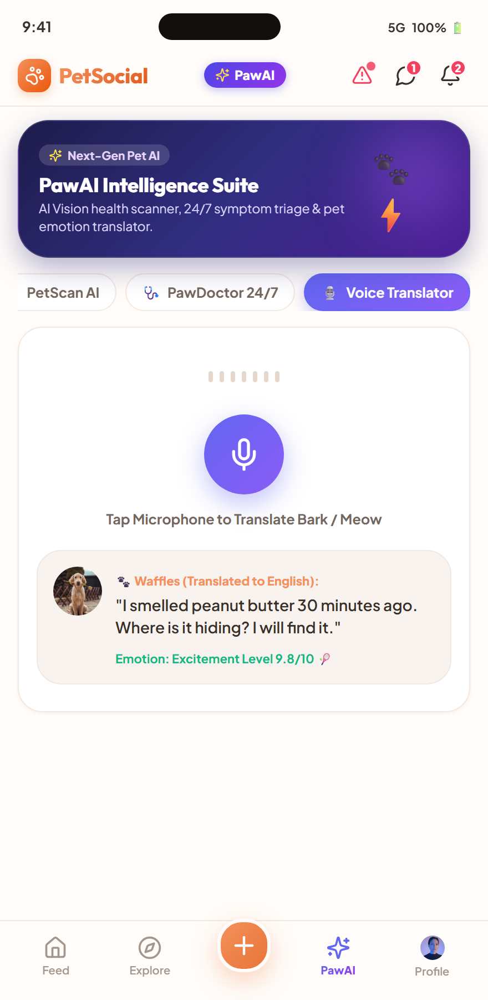 9:41
5G 100%
PetSocial
PawAI
1
2
Next-Gen Pet AI
PawAI Intelligence Suite
AI Vision health scanner, 24/7 symptom triage & pet
emotion translator.
PetScan AI
PawDoctor 24/7
Voice Translator
Tap Microphone to Translate Bark / Meow
Waffles (Translated to English):
"I smelled peanut butter 30 minutes ago.
Where is it hiding? I will find it."
Emotion: Excitement Level 9.8/10
Feed
Explore
PawAI
Profile